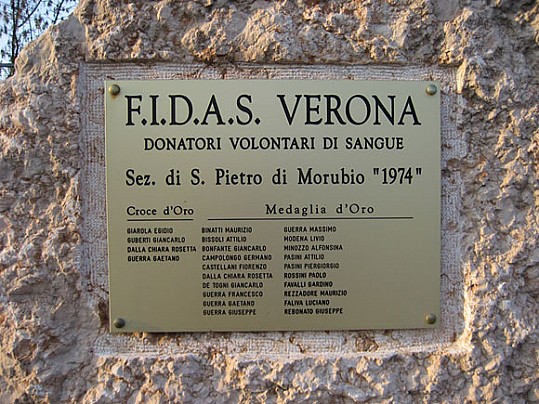 F.I.D.A.S. VERONA
DONATORI VOLONTARI DI SANGUE
Sez. di S. Pietro di Morubio "1974"
Croce d'Oro
GIAROLA EGIDIO
GUBERTI GIANCARLO
DALLA CHIARA ROSETTA
GUERRA GAETANO
Medaglia d'Oro
BINATTI MAURIZIO
BISSOLI ATTILIO
BONFANTE GIANCARLO
CAMPOLONGO GERMANO
CASTELLANI FIORENZO
DALLA CHIARA ROSETTA
DE TOGNI GIANCARLO
GUERRA FRANCESCO
GUERRA GAETANO
GUERRA GIUSEPPE
GUERRA MASSIMO
MODENA LIVIO
MINOZZO ALFONSINA
PASINI ATTILIO
PASINI PIERGIORGIO
ROSSINI PAOLO
FAVALLI GARDINO
REZZADORE MAURIZIO
FALIVA LUCIANO
REBONATO GIUSEPPE